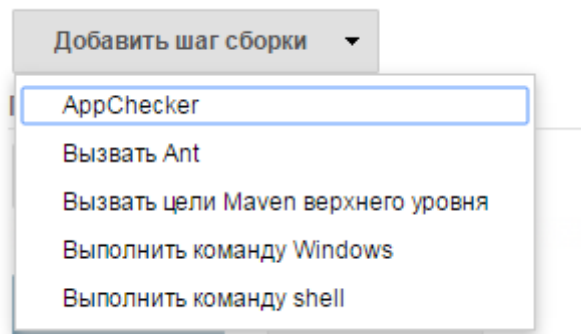 Добавить шаг сборки
AppChecker
Вызвать Ant
Вызвать цели Maven верхнего уровня
Выполнить команду Windows
Выполнить команду shell